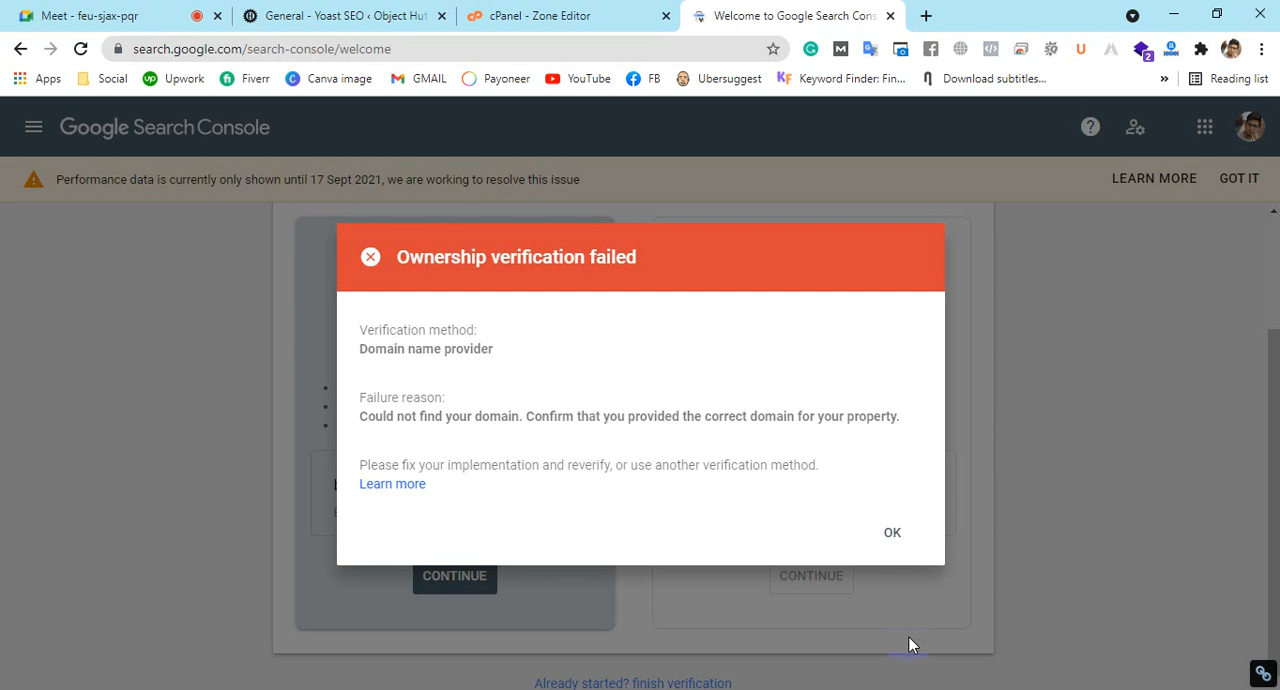 Meet - feu-sjax-pqr
General - Yoast SEO ‹ Object Hut
cPanel - Zone Editor
Welcome to Google Search Cons
search.google.com/search-console/welcome
Apps
Social
Upwork
Fiverr
Canva image
GMAIL
Payoneer
YouTube
FB
Ubersuggest
Keyword Finder: Fin...
Download subtitles...
»
Reading list
Google Search Console
Performance data is currently only shown until 17 Sept 2021, we are working to resolve this issue
LEARN MORE
GOT IT
Ownership verification failed
Verification method:
Domain name provider
Failure reason:
Could not find your domain. Confirm that you provided the correct domain for your property.
Please fix your implementation and reverify, or use another verification method.
Learn more
OK
CONTINUE
CONTINUE
Already started? finish verification